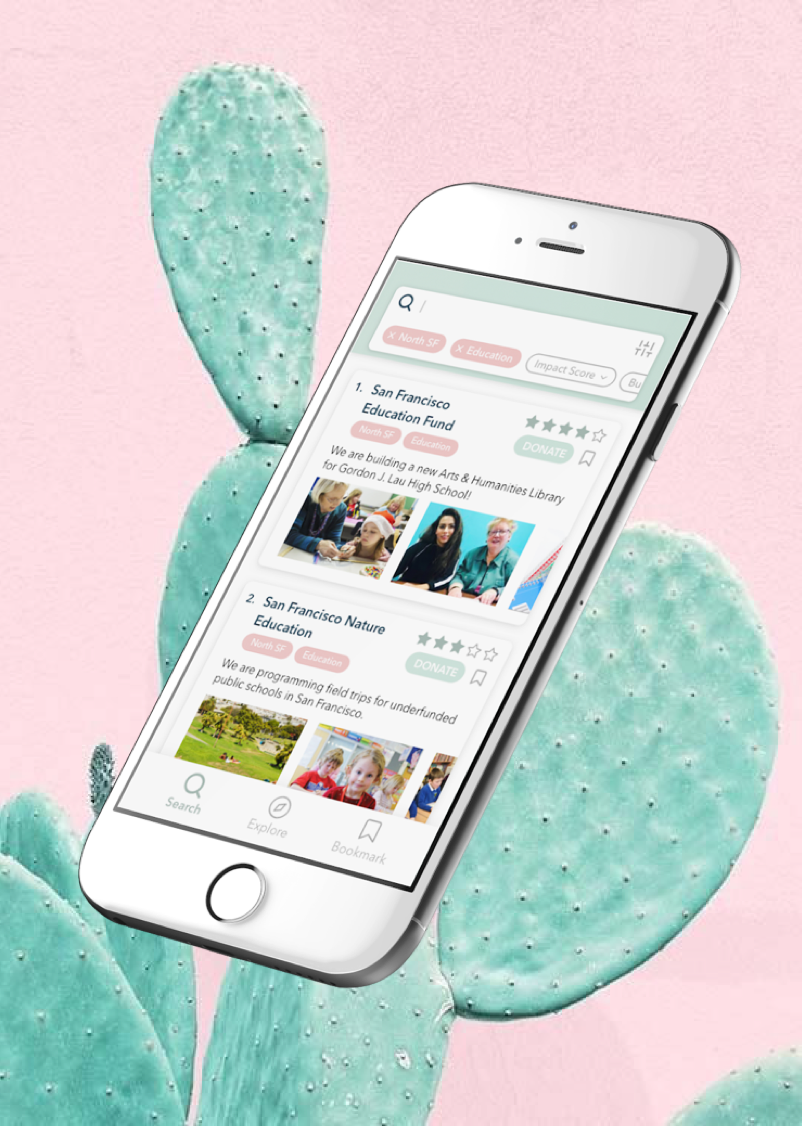 × North SF × Education Impact Score Bu
1. San Francisco
Education Fund
North SF Education
DONATE
We are building a new Arts & Humanities Library
for Gordon J. Lau High School!
2. San Francisco Nature
Education
North SF Education
DONATE
We are programming field trips for underfunded
public schools in San Francisco.
Search Explore Bookmark